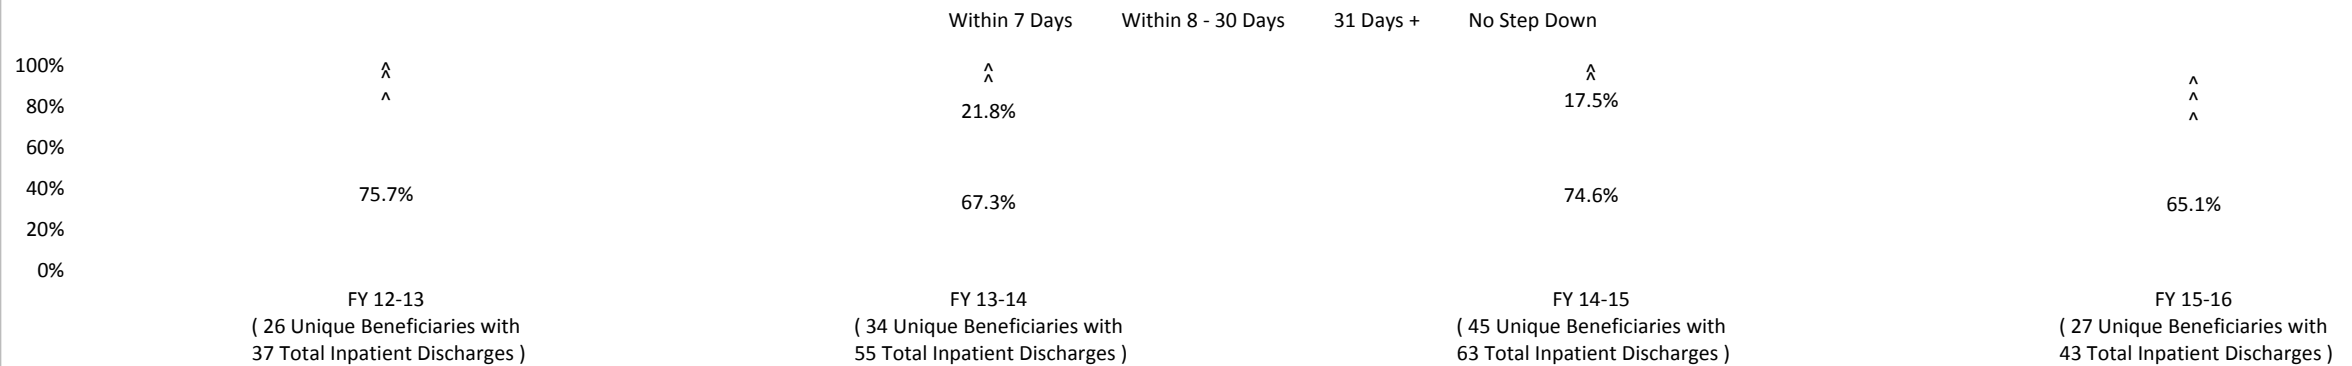 Within 7 Days Within 8 - 30 Days 31 Days + No Step Down
100%
80%
60%
40%
20%
0%
^
^
^
75.7%
^
^
21.8%
67.3%
^
^
17.5%
74.6%
^
^
^
65.1%
FY 12-13
( 26 Unique Beneficiaries with
37 Total Inpatient Discharges )
FY 13-14
( 34 Unique Beneficiaries with
55 Total Inpatient Discharges )
FY 14-15
( 45 Unique Beneficiaries with
63 Total Inpatient Discharges )
FY 15-16
( 27 Unique Beneficiaries with
43 Total Inpatient Discharges )